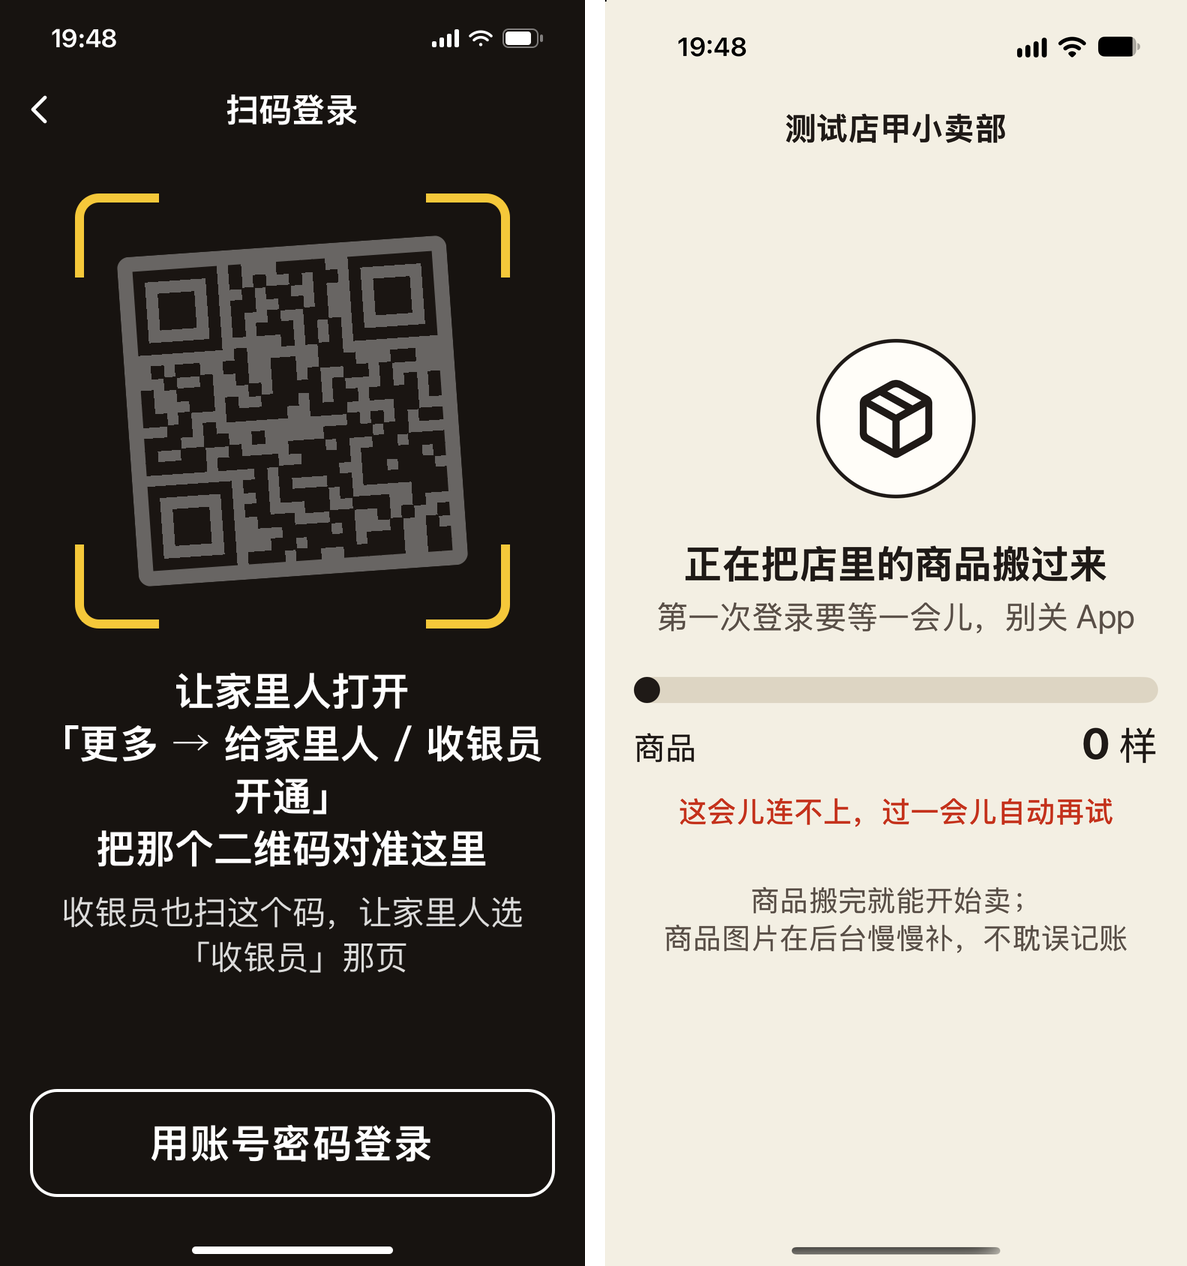 19:48
扫码登录
让家里人打开
「更多 → 给家里人 / 收银员
开通」
把那个二维码对准这里
收银员也扫这个码，让家里人选
「收银员」那页
用账号密码登录
19:48
测试店甲小卖部
正在把店里的商品搬过来
第一次登录要等一会儿，别关 App
商品
0 样
这会儿连不上，过一会儿自动再试
商品搬完就能开始卖；
商品图片在后台慢慢补，不耽误记账